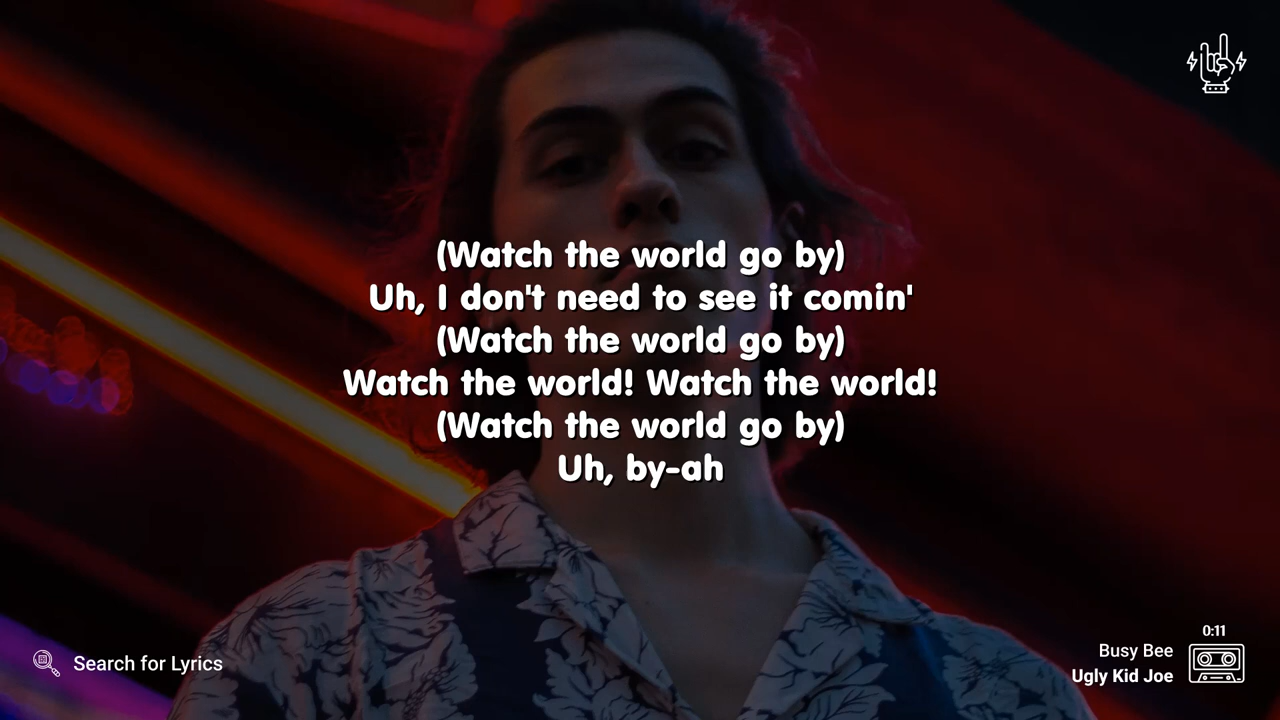 (Watch the world go by)
Uh, I don't need to see it comin'
(Watch the world go by)
Watch the world! Watch the world!
(Watch the world go by)
Uh, by-ah
Search for Lyrics
0:11
Busy Bee
Ugly Kid Joe